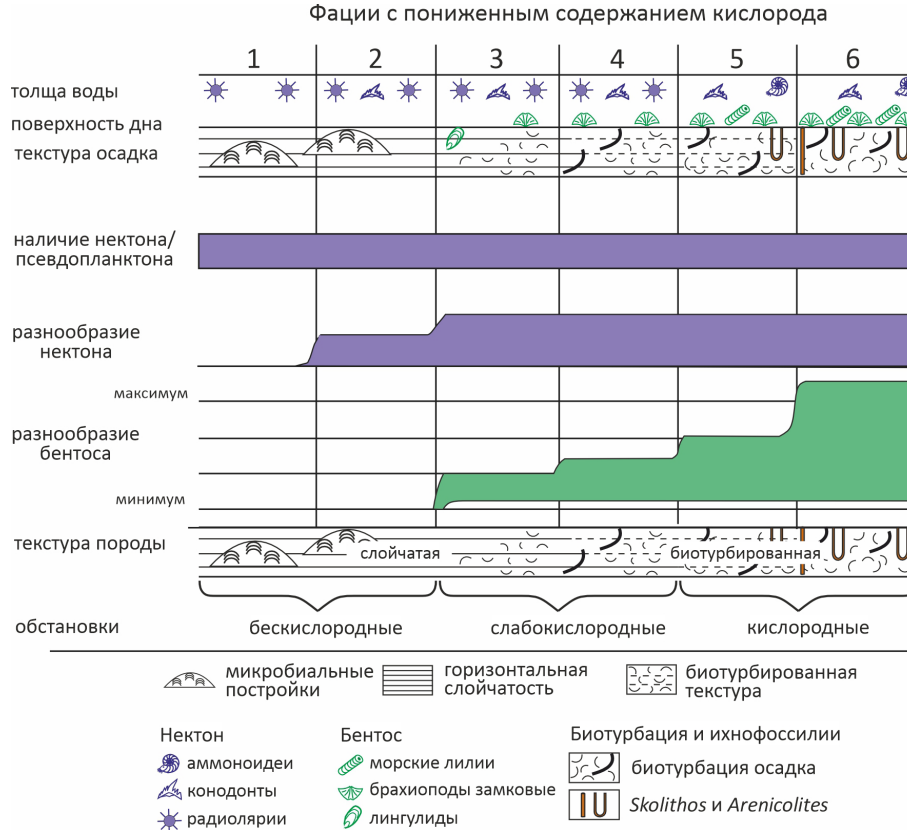 Фации с пониженным содержанием кислорода
1 2 3 4 5 6
толща воды
поверхность дна
текстура осадка
наличие нектона/
псевдопланктона
разнообразие
нектона
максимум
разнообразие
бентоса
минимум
текстура породы
слойчатая
биотурбированная
обстановки
бескислородные
слабокислородные
кислородные
микробиальные
постройки
горизонтальная
слойчатость
биотурбированная
текстура
Нектон
аммоноидеи
конодонты
радиолярии
Бентос
морские лилии
брахиоподы замковые
лингулиды
Биотурбация и ихнофоссилии
биотурбация осадка
Skolithos и Arenicolites